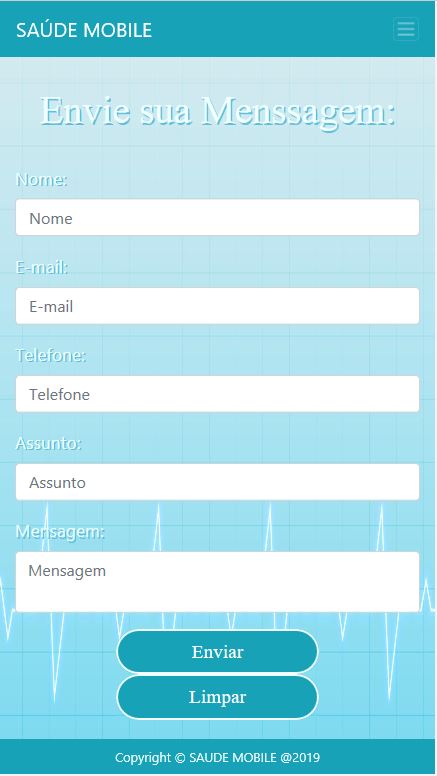 SAÚDE MOBILE
Envie sua Menssagem:
Nome:
Nome
E-mail:
E-mail
Telefone:
Telefone
Assunto:
Assunto
Mensagem:
Mensagem
Enviar
Limpar
Copyright © SAUDE MOBILE @2019